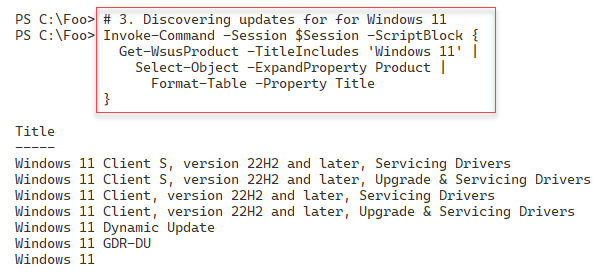 PS C:\Foo> # 3. Discovering updates for for Windows 11
PS C:\Foo> Invoke-Command -Session $Session -ScriptBlock {
Get-WsusProduct -TitleIncludes 'Windows 11' |
Select-Object -ExpandProperty Product |
Format-Table -Property Title
}
Title
-----
Windows 11 Client S, version 22H2 and later, Servicing Drivers
Windows 11 Client S, version 22H2 and later, Upgrade & Servicing Drivers
Windows 11 Client, version 22H2 and later, Servicing Drivers
Windows 11 Client, version 22H2 and later, Upgrade & Servicing Drivers
Windows 11 Dynamic Update
Windows 11 GDR-DU
Windows 11